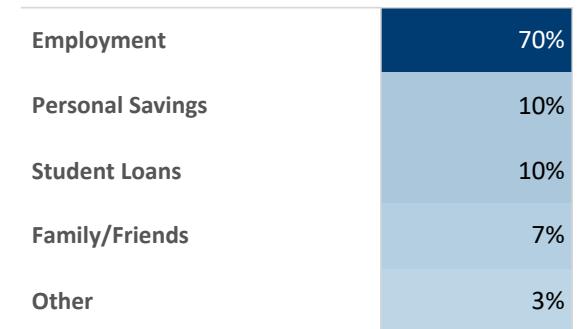 Employment 70%
Personal Savings 10%
Student Loans 10%
Family/Friends 7%
Other 3%